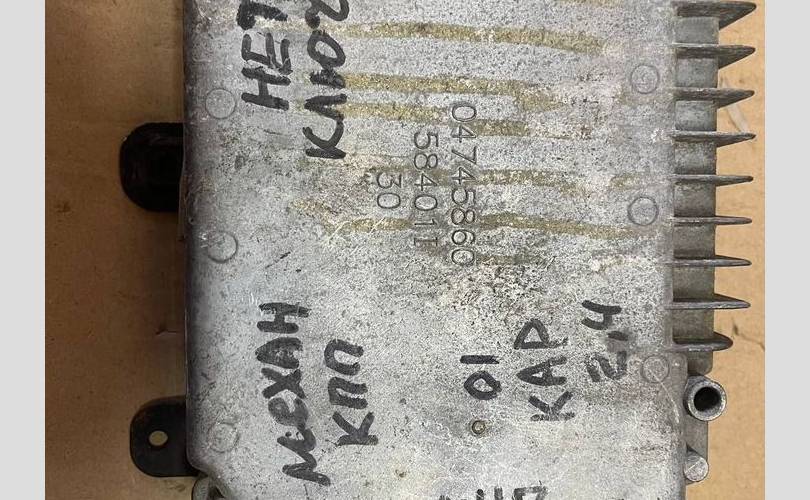 НЕТ
КЛЮЧ
04745860
58401I
30
МЕХАН
КПП
01
КАР
2,4